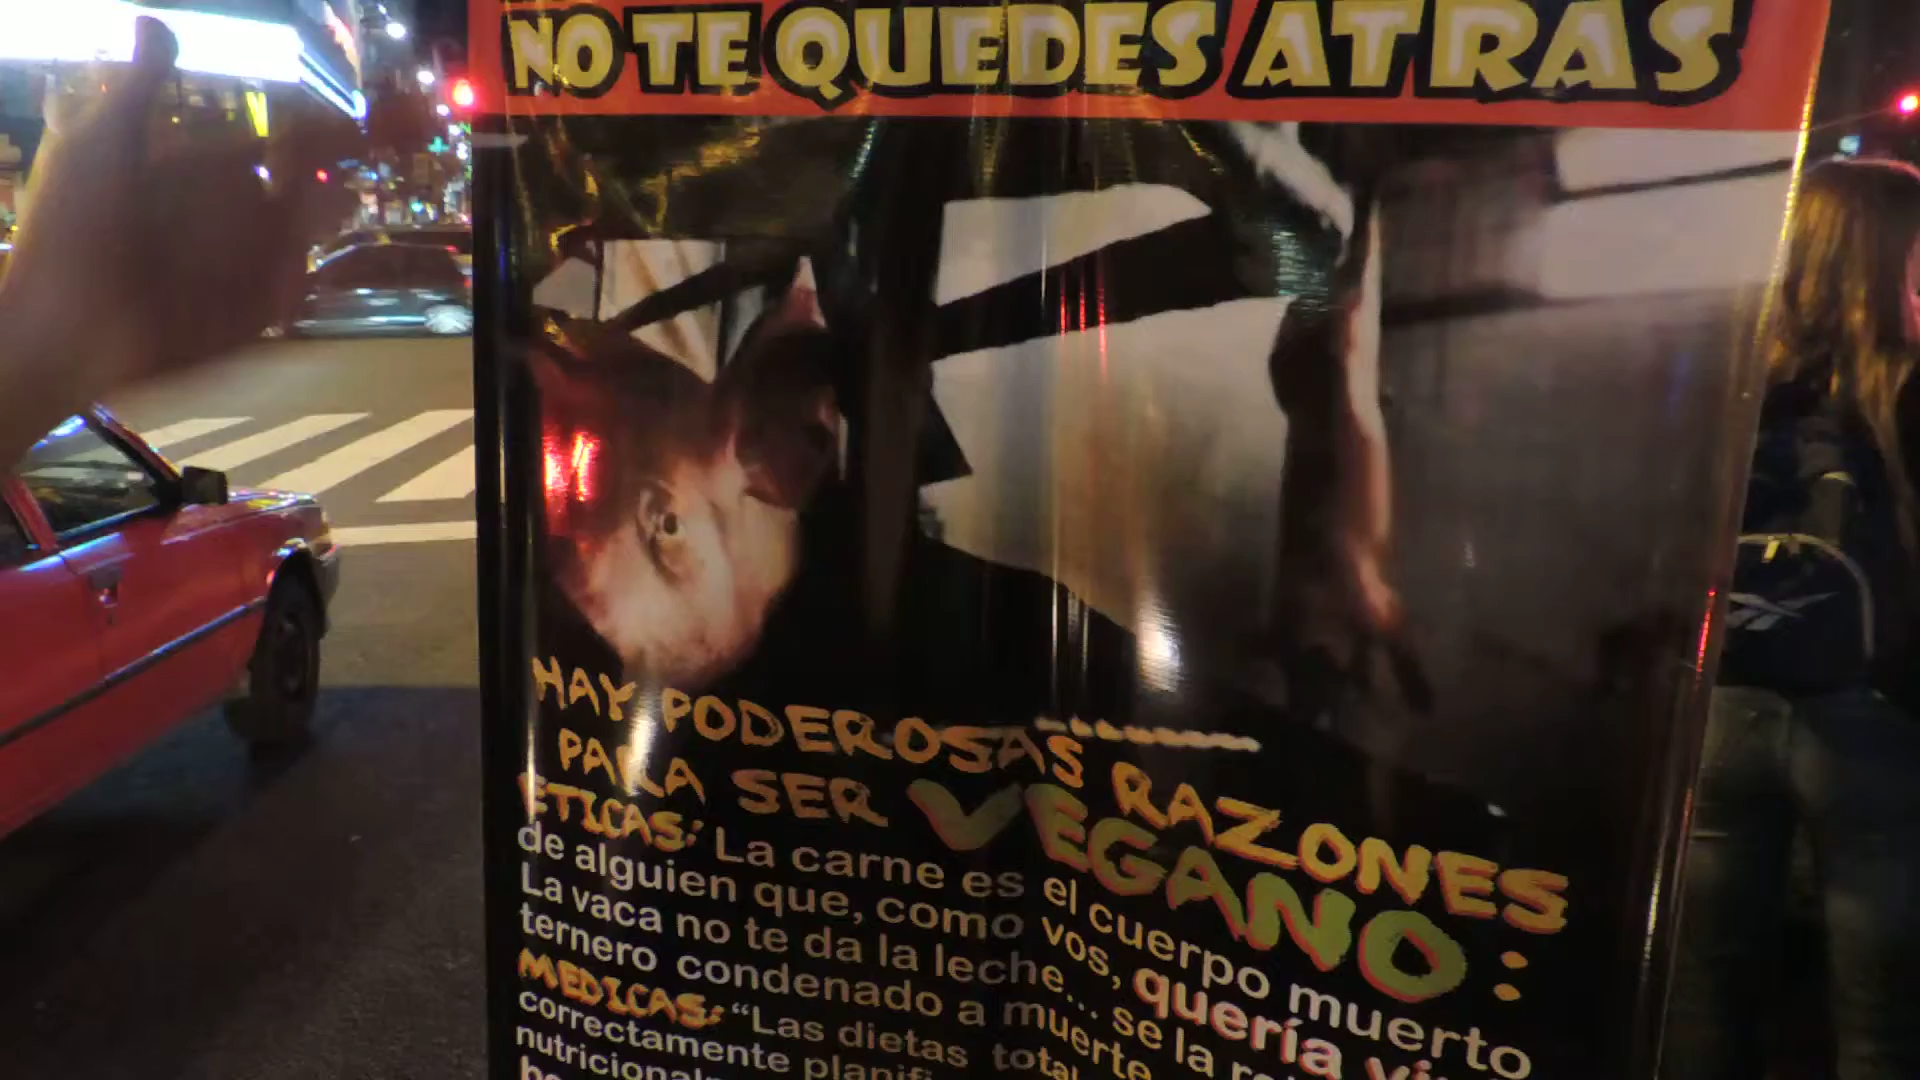 NO TE QUEDES ATRAS
HAY PODEROSAS RAZONES
PARA SER VEGANO:
ETICAS: La carne es el cuerpo muerto
de alguien que, como vos, quería
La vaca no te da la leche... se la
ternero condenado a muerte
MEDICAS: “Las dietas
correctamente